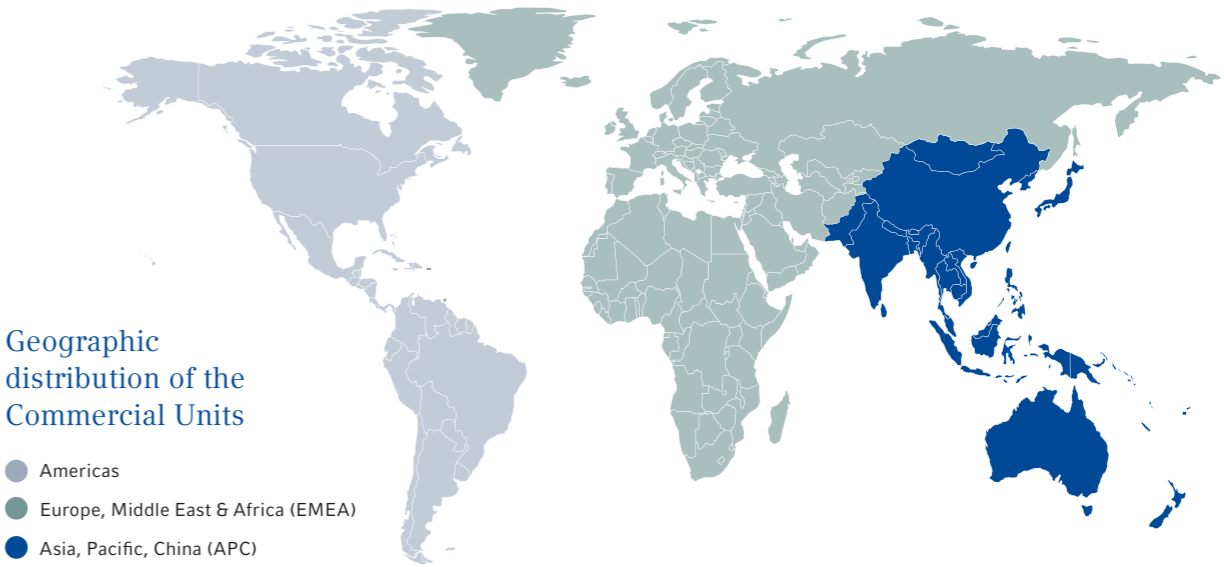 Geographic
distribution of the
Commercial Units
Americas
Europe, Middle East & Africa (EMEA)
Asia, Pacific, China (APC)